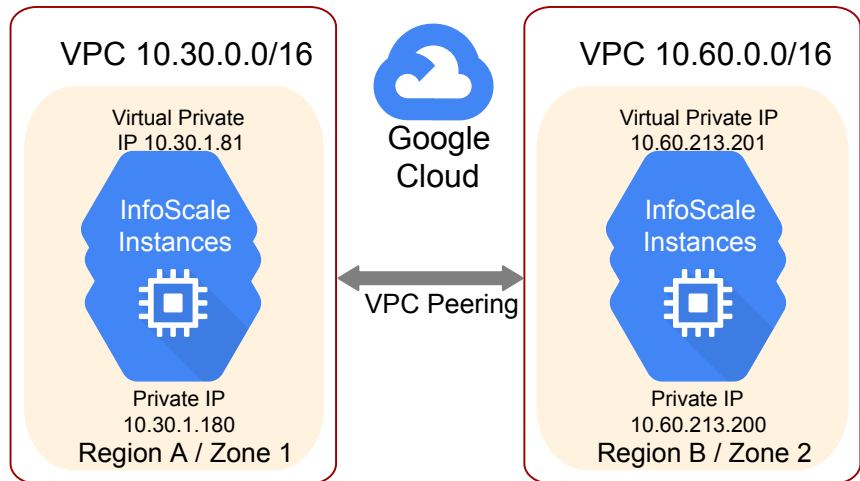 VPC 10.30.0.0/16
Virtual Private
IP 10.30.1.81
InfoScale
Instances
Private IP
10.30.1.180
Region A / Zone 1
Google
Cloud
VPC Peering
VPC 10.60.0.0/16
Virtual Private IP
10.60.213.201
InfoScale
Instances
Private IP
10.60.213.200
Region B / Zone 2